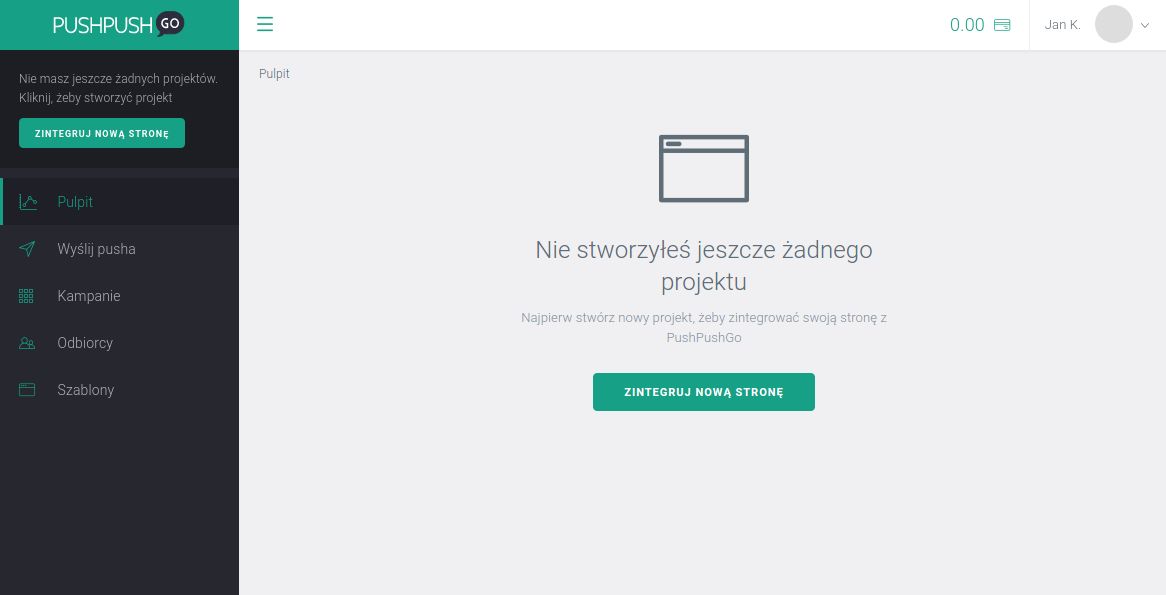 PUSHPUSH GO
0.00
Jan K.
Nie masz jeszcze żadnych projektów.
Kliknij, żeby stworzyć projekt
ZINTEGRUJ NOWĄ STRONĘ
Pulpit
Wyślij pusha
Kampanie
Odbiorcy
Szablony
Pulpit
Nie stworzyłeś jeszcze żadnego
projektu
Najpierw stwórz nowy projekt, żeby zintegrować swoją stronę z
PushPushGo
ZINTEGRUJ NOWĄ STRONĘ